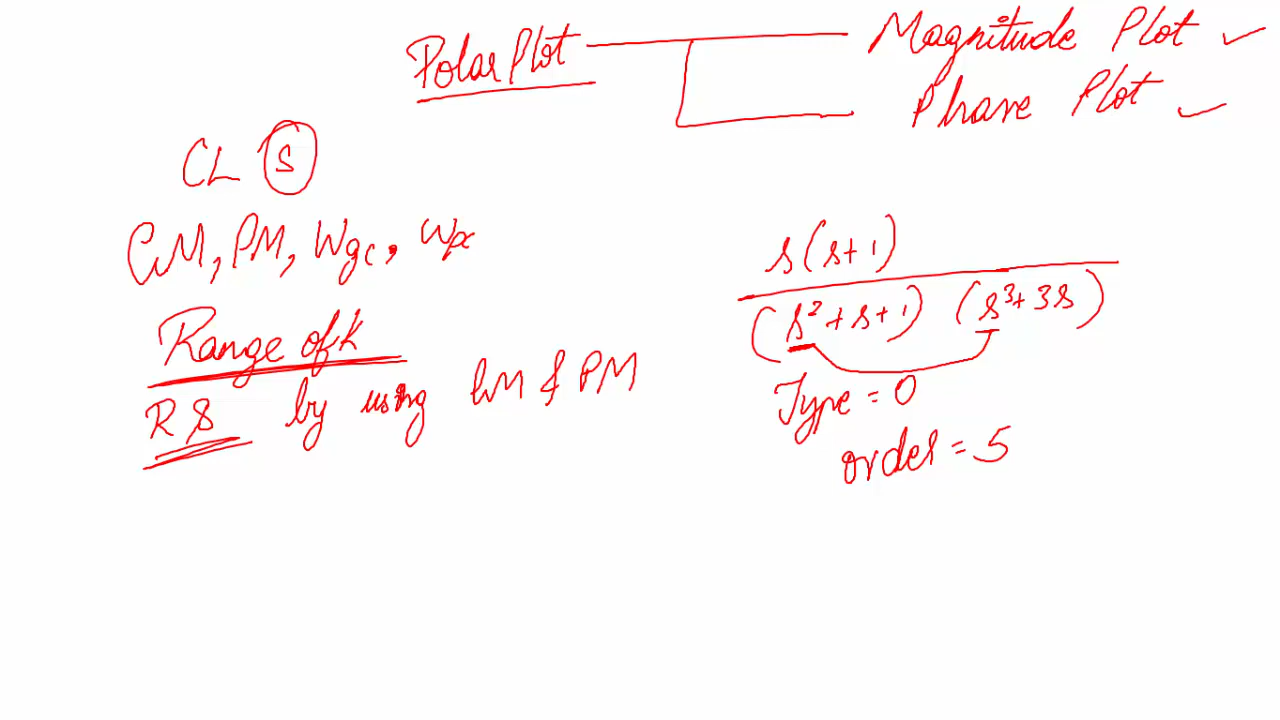 Polar Plot
Magnitude Plot ✓
Phase Plot ✓
CL S
GM, PM, Wgc, Wpc
Range of k
RS by using GM & PM
s(s+1)
(s²+s+1) (s³+3s)
Type = 0
order = 5